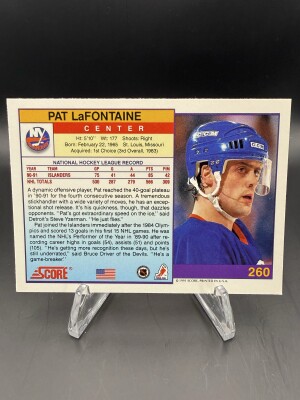 PAT LaFONTAINE
CENTER
Ht: 5'10" Wt: 177 Shoots: Right
Born: February 22, 1965 St. Louis, Missouri
Acquired: 1st Choice (3rd Overall, 1983)
NATIONAL HOCKEY LEAGUE RECORD
YEAR TEAM GP G A PTS PIM
90-91 ISLANDERS 75 41 44 85 42
NHL TOTALS 530 287 279 566
A dynamic offensive player, Pat reached the 40-goal plateau
in '90-91 for the fourth consecutive season. A tremendous
stickhandler with a wide variety of moves, he has an excep-
tional shot release. It's his quickness, though, that dazzles
opponents. "Pat's got extraordinary speed on the ice," said
Detroit's Steve Yzerman. "He just flies."
Pat joined the Islanders immediately after the 1984 Olym-
pics and scored 13 goals in his first 15 NHL games. He was
named the NHL's Performer of the Year in '89-90 after re-
cording career highs in goals (54), assists (51) and points
(105). "He's getting more recognition these days, but he's
still underrated," said Bruce Driver of the Devils. "He's a
game-breaker."
SCORE
260